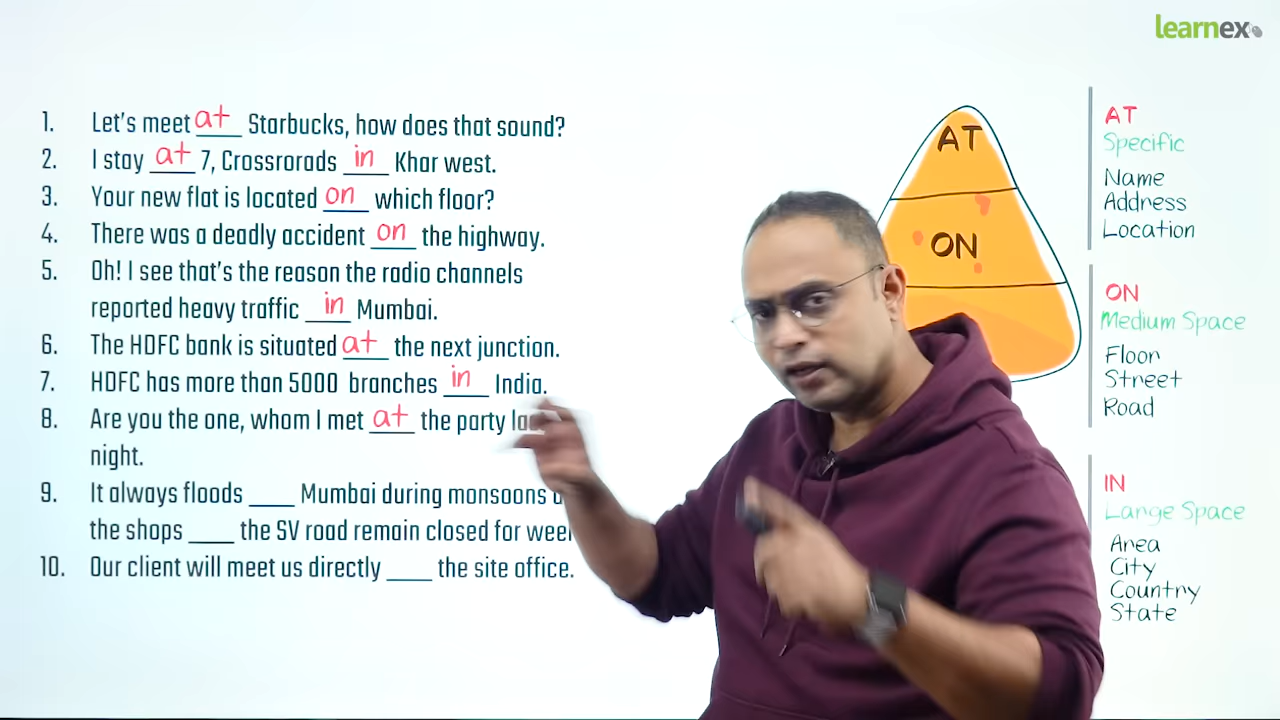 learnex
1. Let's meet at Starbucks, how does that sound?
2. I stay at 7, Crossrorads in Khar west.
3. Your new flat is located on which floor?
4. There was a deadly accident on the highway.
5. Oh! I see that's the reason the radio channels
reported heavy traffic in Mumbai.
6. The HDFC bank is situated at the next junction.
7. HDFC has more than 5000 branches in India.
8. Are you the one, whom I met at the party
night.
9. It always floods ____ Mumbai during monsoons
the shops ____ the SV road remain closed for
10. Our client will meet us directly ____ the site office.
AT
ON
AT
Specific
Name
Address
Location
ON
Medium Space
Floor
Street
Road
IN
Large Space
Area
City
Country
State